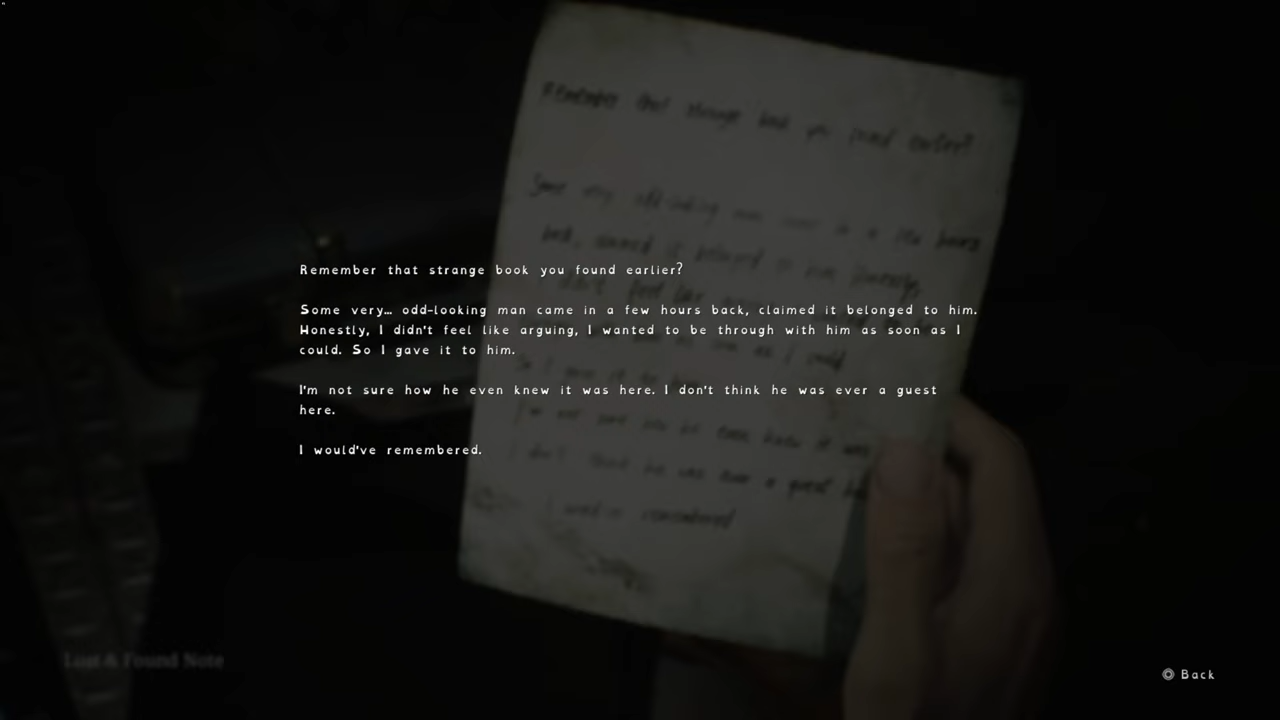 Remember that strange book you found earlier?
Some very... odd-looking man came in a few hours back, claimed it belonged to him.
Honestly, I didn't feel like arguing, I wanted to be through with him as soon as I
could. So I gave it to him.
I'm not sure how he even knew it was here. I don't think he was ever a guest
here.
I would've remembered.
Lost & Found Note
Back